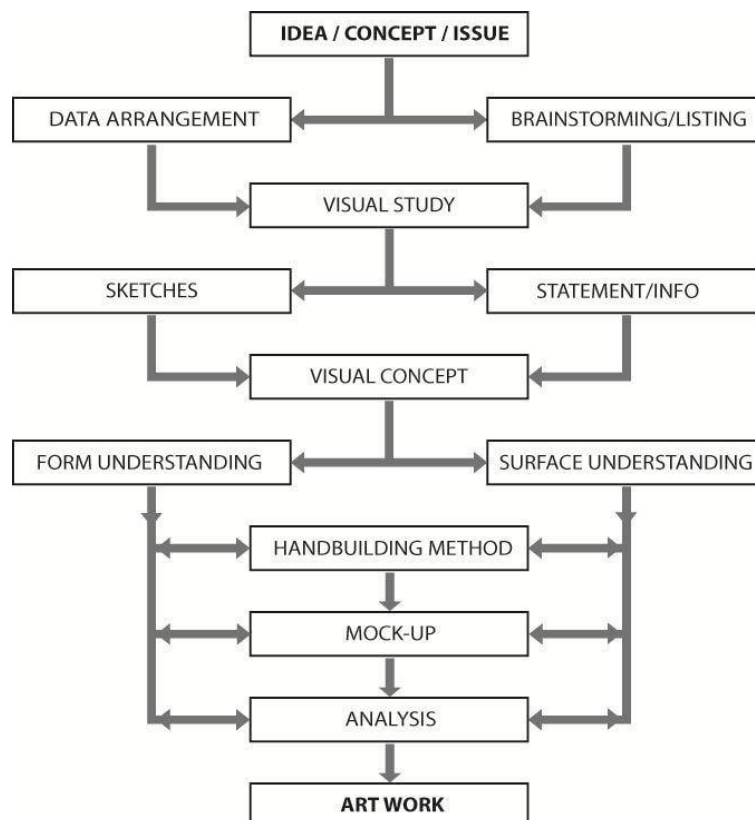 IDEA / CONCEPT / ISSUE
DATA ARRANGEMENT
BRAINSTORMING/LISTING
VISUAL STUDY
SKETCHES
STATEMENT/INFO
VISUAL CONCEPT
FORM UNDERSTANDING
SURFACE UNDERSTANDING
HANDBUILDING METHOD
MOCK-UP
ANALYSIS
ART WORK